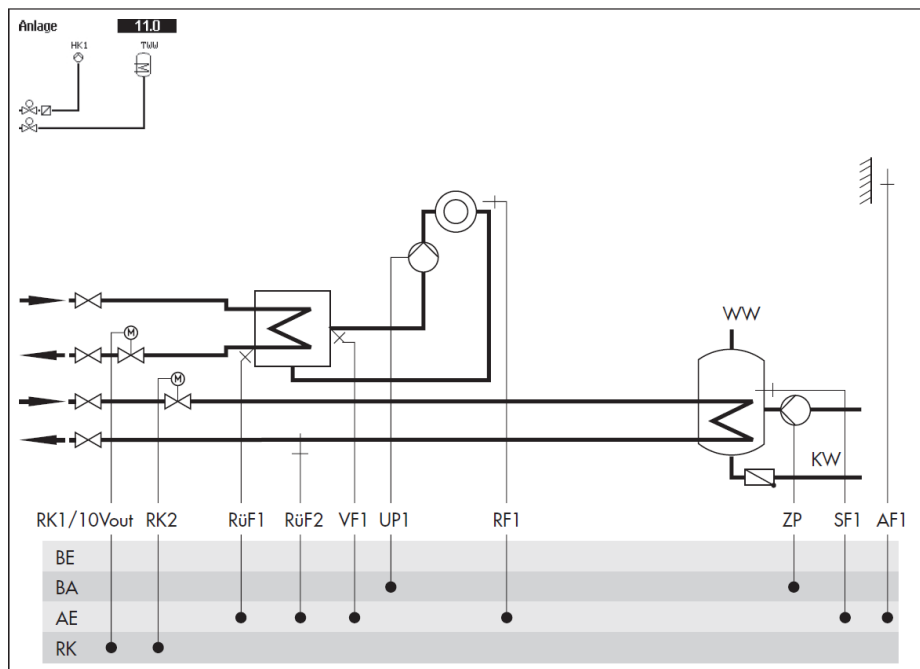 Anlage 11.0
HK1 TWW
M
M
WW
KW
RK1/10Vout RK2 RüF1 RüF2 VF1 UP1 RF1 ZP SF1 AF1
BE
BA
AE
RK